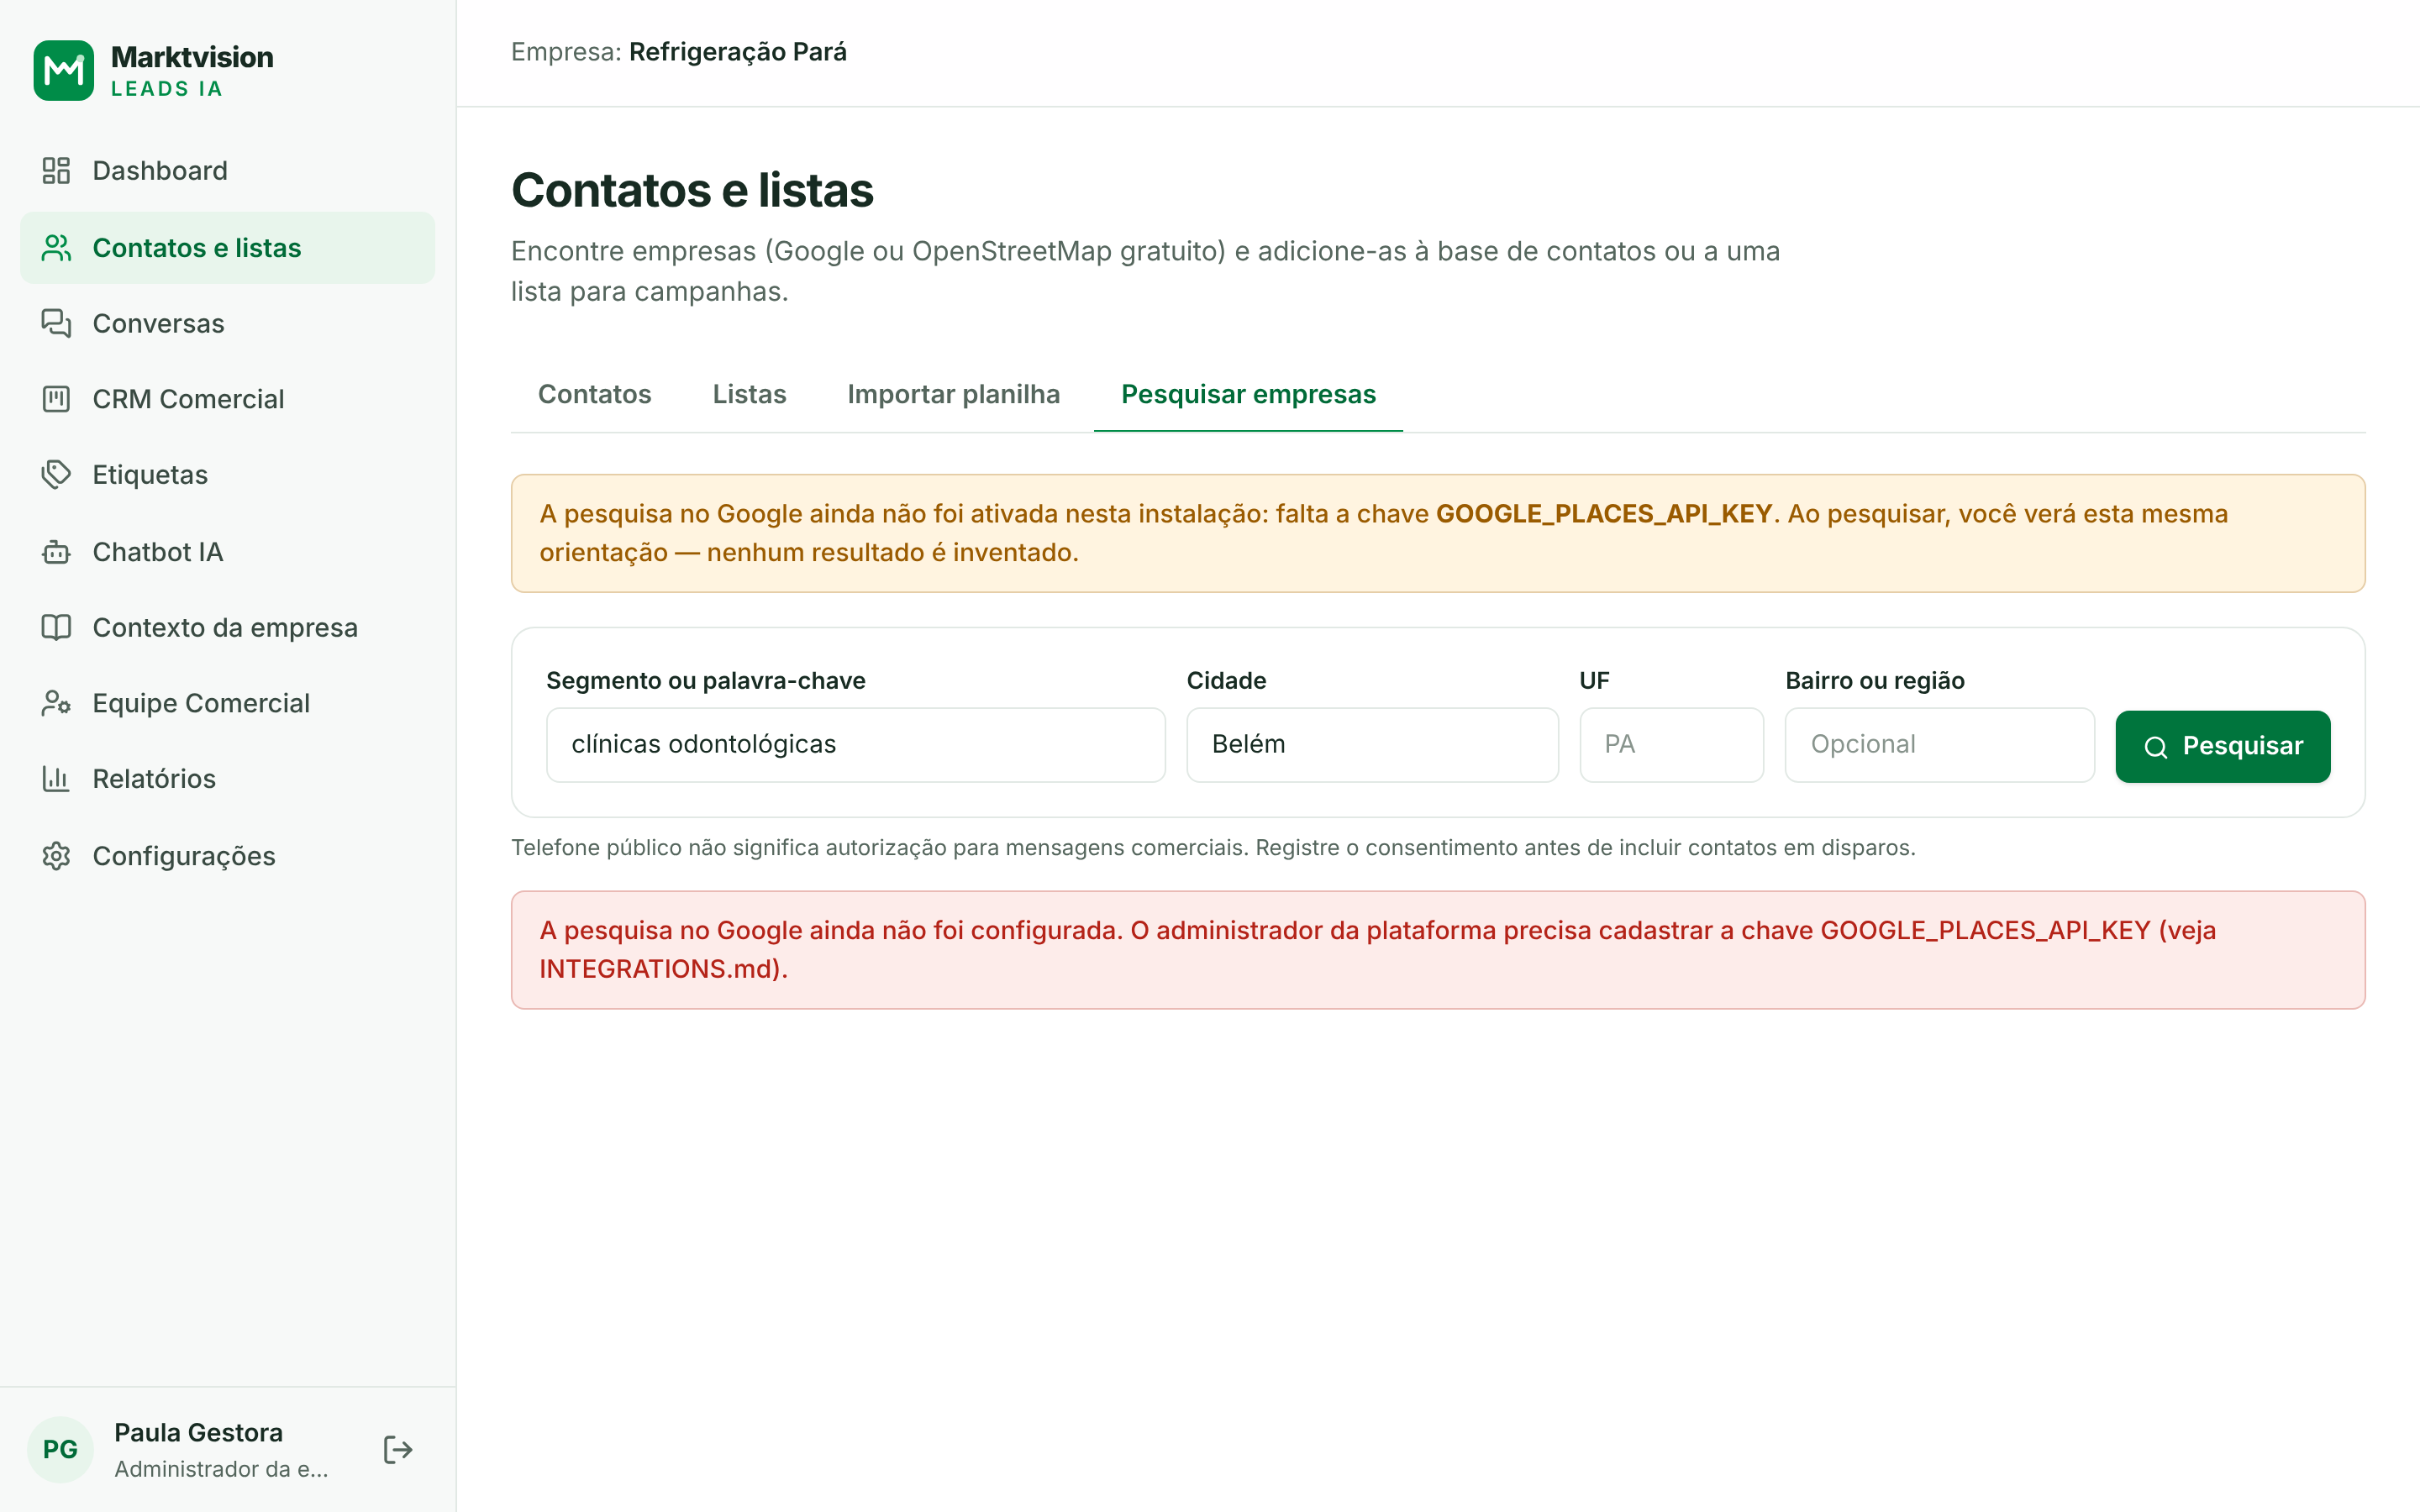 Marktvision
LEADS IA
Dashboard
Contatos e listas
Conversas
CRM Comercial
Etiquetas
Chatbot IA
Contexto da empresa
Equipe Comercial
Relatórios
Configurações
PG
Paula Gestora
Administrador da e...
Empresa: Refrigeração Pará
Contatos e listas
Encontre empresas (Google ou OpenStreetMap gratuito) e adicione-as à base de contatos ou a uma
lista para campanhas.
Contatos Listas Importar planilha Pesquisar empresas
A pesquisa no Google ainda não foi ativada nesta instalação: falta a chave GOOGLE_PLACES_API_KEY. Ao pesquisar, você verá esta mesma
orientação — nenhum resultado é inventado.
Segmento ou palavra-chave Cidade UF Bairro ou região
clínicas odontológicas Belém PA Opcional Pesquisar
Telefone público não significa autorização para mensagens comerciais. Registre o consentimento antes de incluir contatos em disparos.
A pesquisa no Google ainda não foi configurada. O administrador da plataforma precisa cadastrar a chave GOOGLE_PLACES_API_KEY (veja
INTEGRATIONS.md).